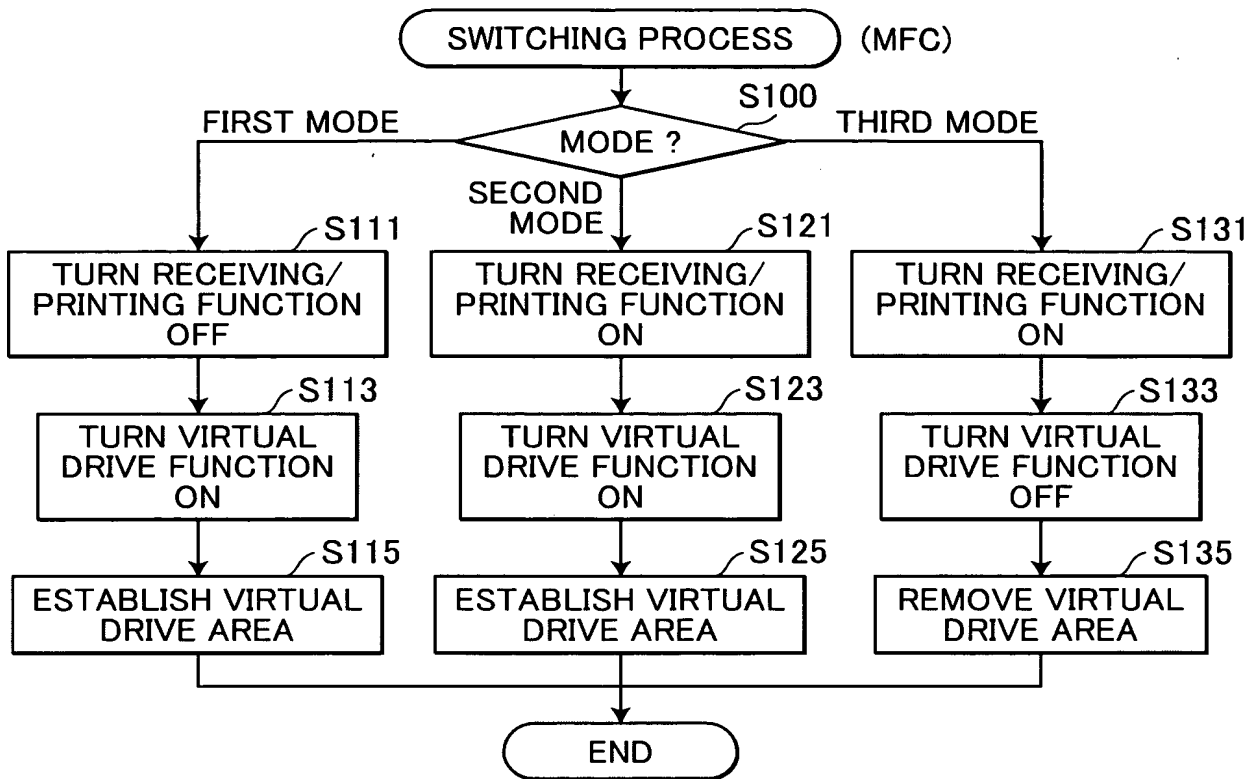 SWITCHING PROCESS (MFC)
S100
FIRST MODE
MODE ?
THIRD MODE
SECOND
MODE
S111
TURN RECEIVING/
PRINTING FUNCTION
OFF
S121
TURN RECEIVING/
PRINTING FUNCTION
ON
S131
TURN RECEIVING/
PRINTING FUNCTION
ON
S113
TURN VIRTUAL
DRIVE FUNCTION
ON
S123
TURN VIRTUAL
DRIVE FUNCTION
ON
S133
TURN VIRTUAL
DRIVE FUNCTION
OFF
S115
ESTABLISH VIRTUAL
DRIVE AREA
S125
ESTABLISH VIRTUAL
DRIVE AREA
S135
REMOVE VIRTUAL
DRIVE AREA
END